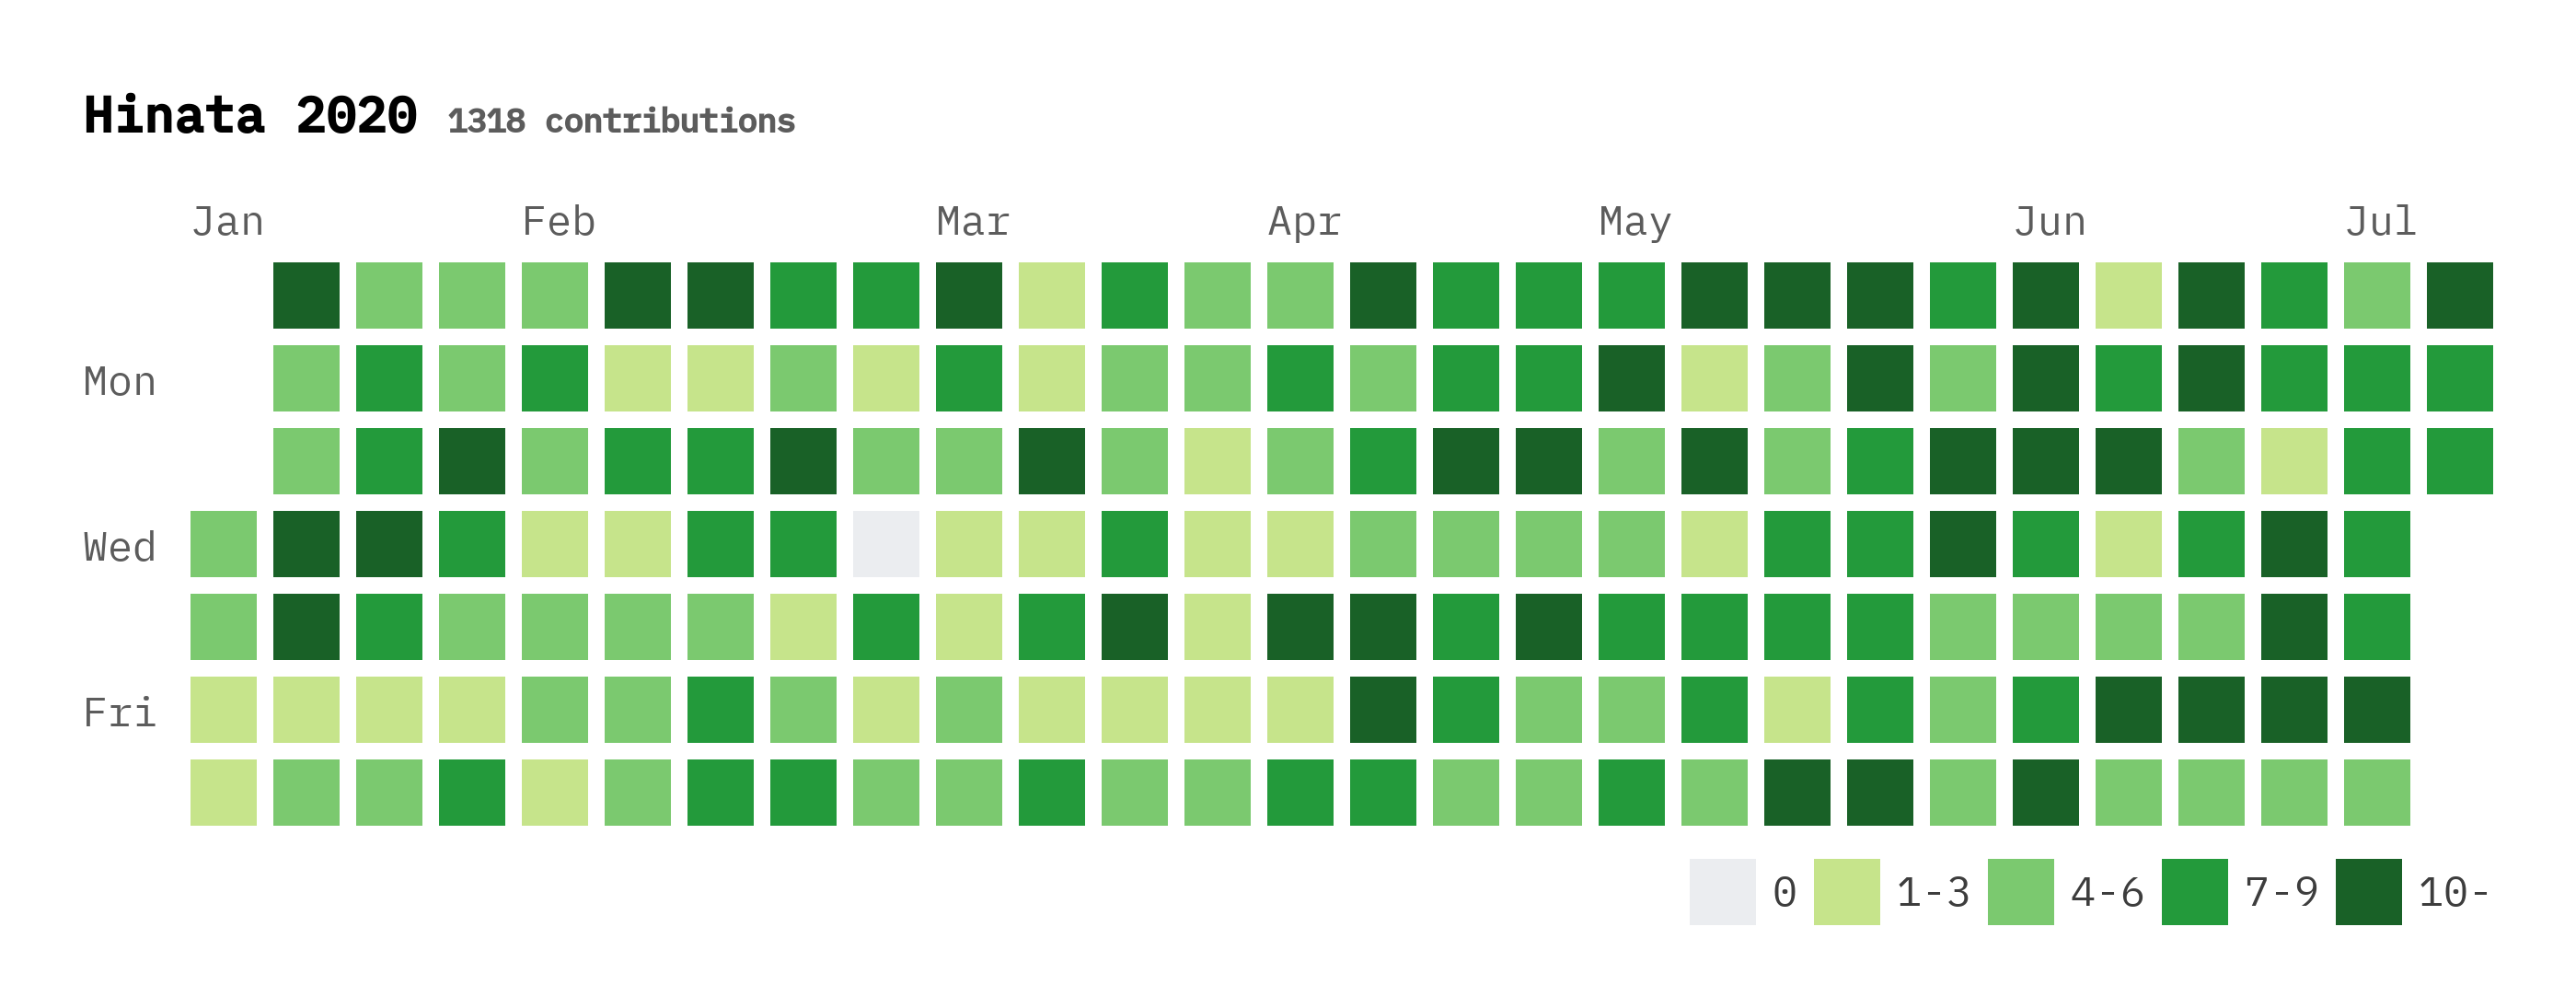 Hinata 2020 1318 contributions
Jan Feb Mar Apr May Jun Jul
Mon
Wed
Fri
0 1-3 4-6 7-9 10-